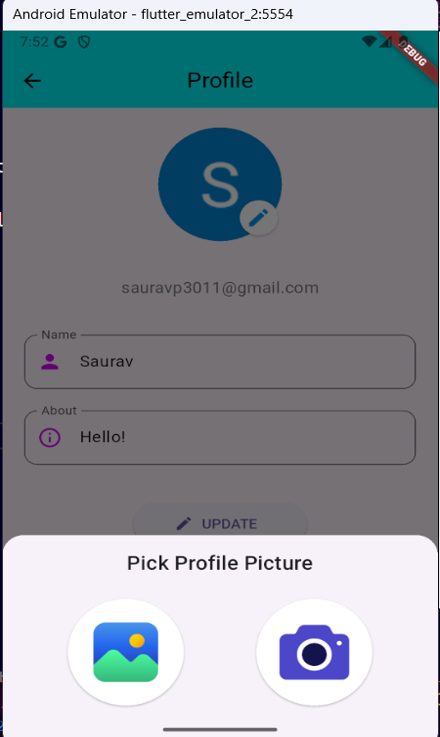 Android Emulator - flutter_emulator_2:5554
7:52 G
DEBUG
Profile
S
sauravp3011@gmail.com
Name
Saurav
About
Hello!
UPDATE
Pick Profile Picture